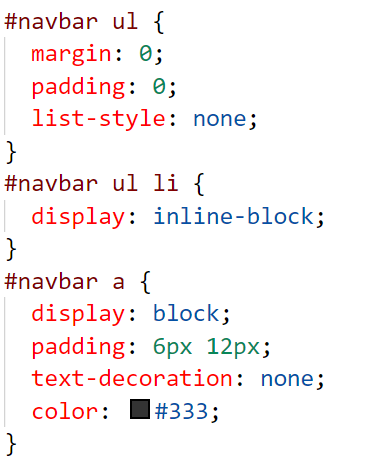 #navbar ul {
  margin: 0;
  padding: 0;
  list-style: none;
}
#navbar ul li {
  display: inline-block;
}
#navbar a {
  display: block;
  padding: 6px 12px;
  text-decoration: none;
  color: #333;
}